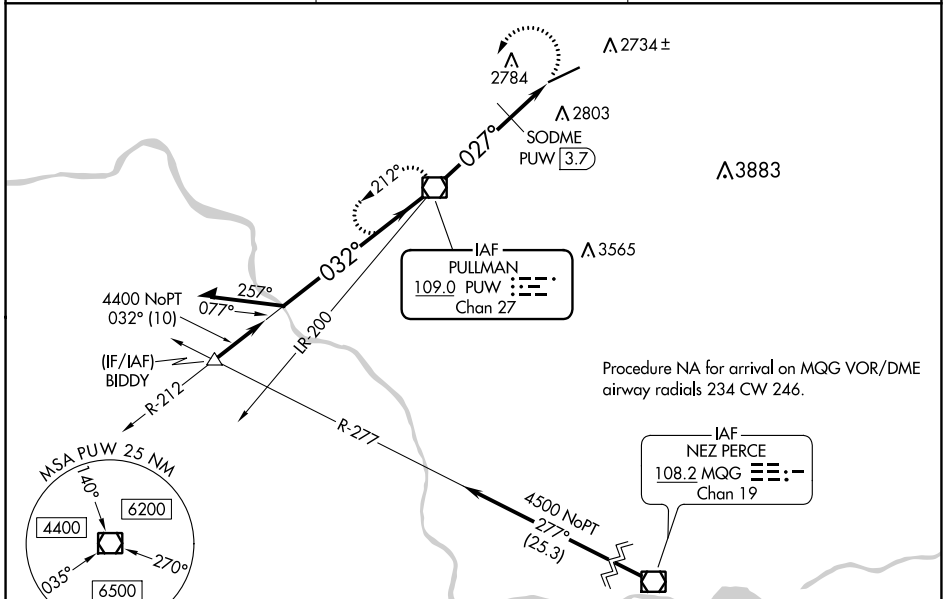 2734 ±
2784
2803
SODME
PUW 3.7
027°
3883
212°
3565
032°
IAF
PULLMAN
109.0 PUW
Chan 27
257°
077°
4400 NoPT
032° (10)
LR-200
(IF/IAF)
BIDDY
R-212
Procedure NA for arrival on MQG VOR/DME
airway radials 234 CW 246.
R-277
IAF
NEZ PERCE
108.2 MQG
Chan 19
4500 NoPT
277°
(25.3)
MSA PUW 25 NM
140°
4400
6200
035°
270°
6500